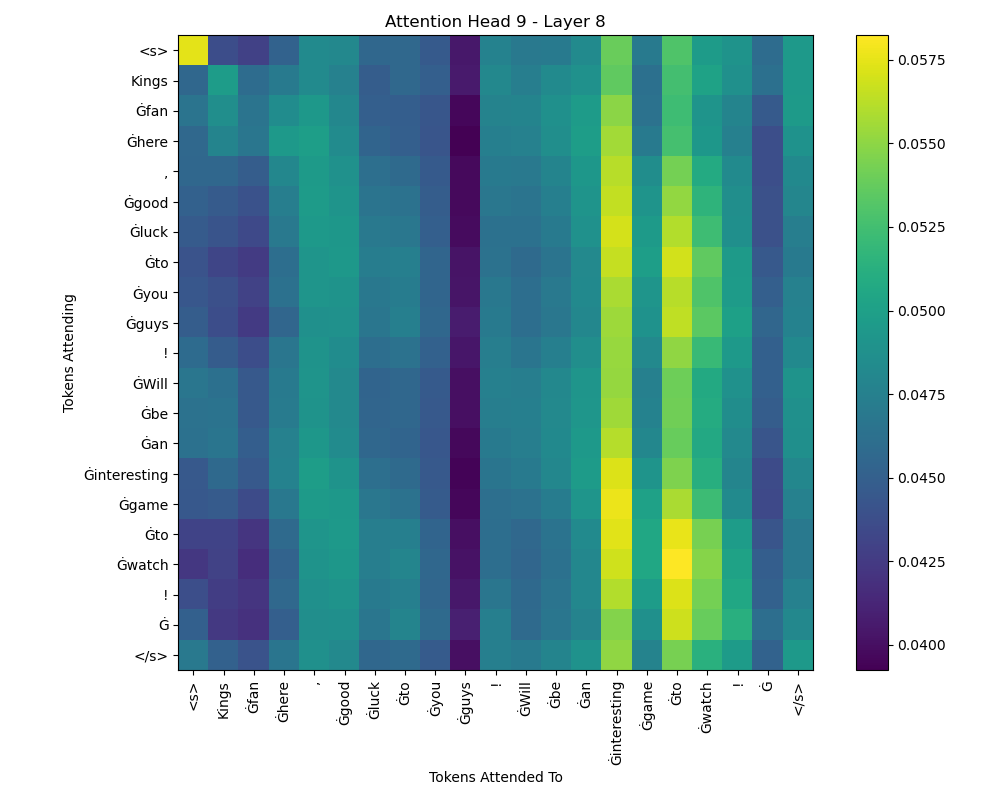 Attention Head 9 - Layer 8
<s>
Kings
Ġfan
Ġhere
,
Ġgood
Ġluck
Ġto
Ġyou
Ġguys
!
ĠWill
Ġbe
Ġan
Ġinteresting
Ġgame
Ġto
Ġwatch
!
Ġ
</s>
Tokens Attending
<s>
Kings
Ġfan
Ġhere
,
Ġgood
Ġluck
Ġto
Ġyou
Ġguys
!
ĠWill
Ġbe
Ġan
Ġinteresting
Ġgame
Ġto
Ġwatch
!
Ġ
</s>
Tokens Attended To
0.0575
0.0550
0.0525
0.0500
0.0475
0.0450
0.0425
0.0400